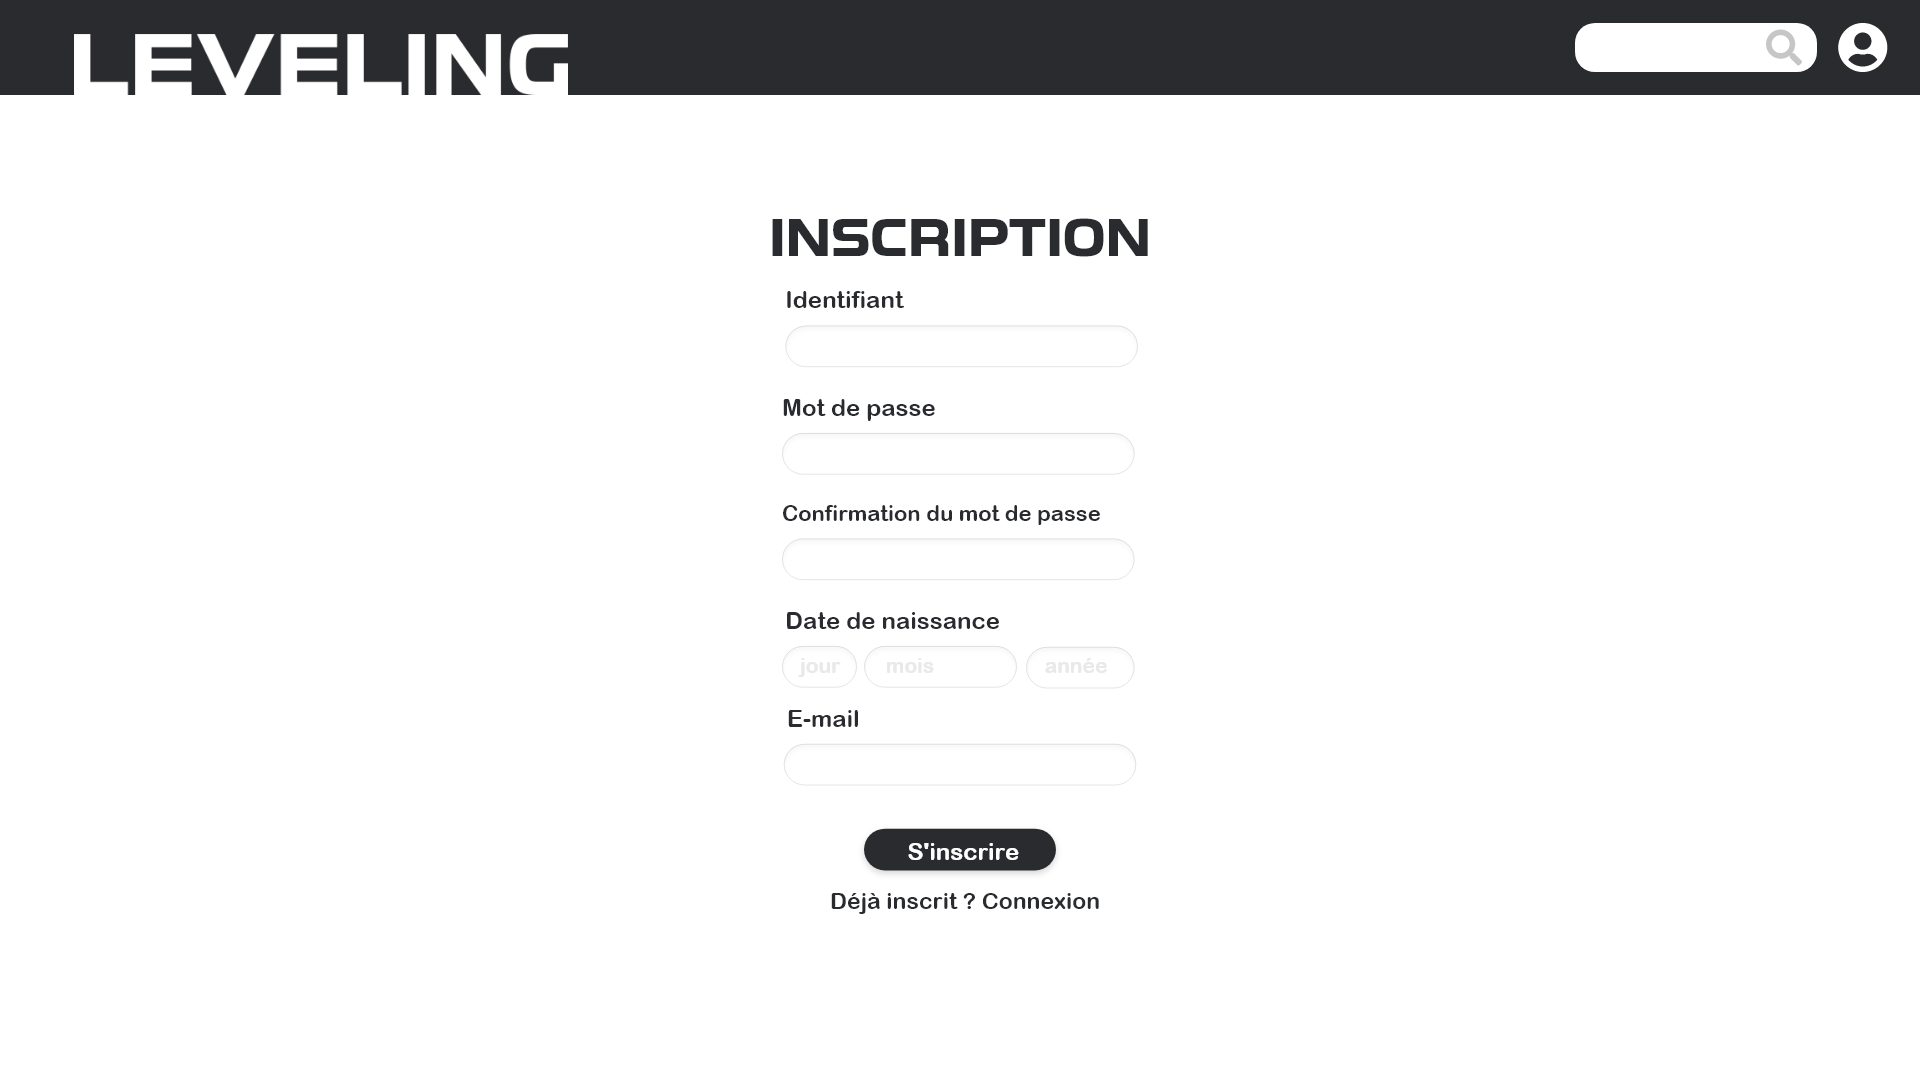 LEVELING
INSCRIPTION
Identifiant
Mot de passe
Confirmation du mot de passe
Date de naissance
jour mois année
E-mail
S'inscrire
Déjà inscrit ? Connexion